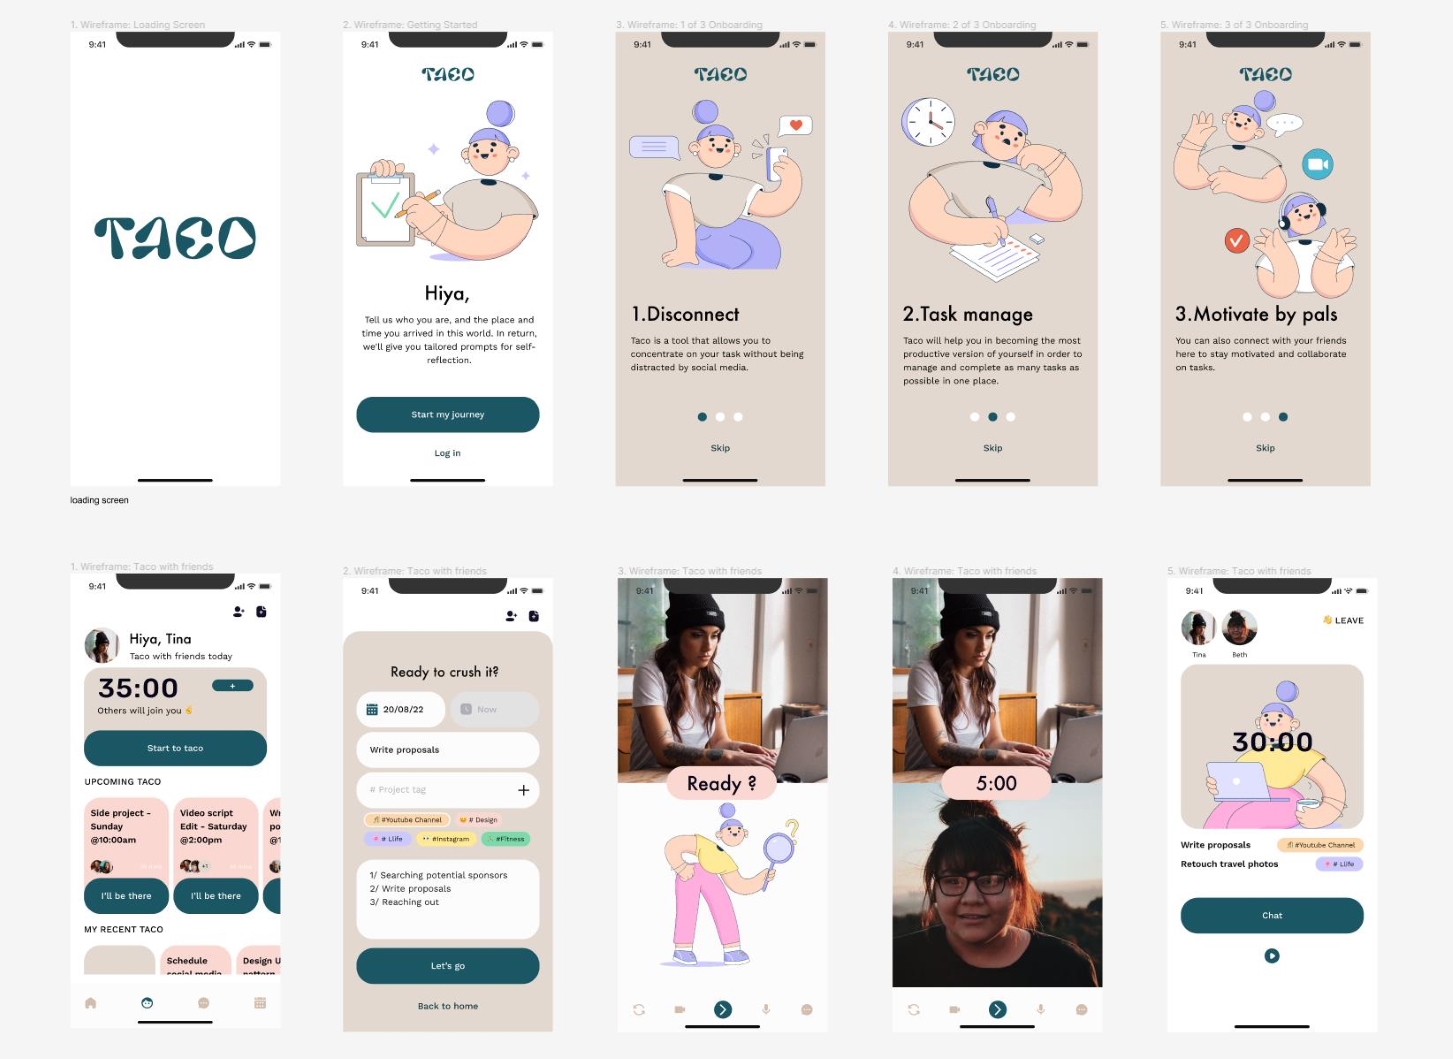 1. Wireframe: Loading Screen
9:41
TACO
loading screen
2. Wireframe: Getting Started
9:41
TACO
Hiya,
Tell us who you are, and the place and
time you arrived in this world. In return,
we'll give you tailored prompts for self-
reflection.
Start my journey
Log in
3. Wireframe: 1 of 3 Onboarding
9:41
TACO
1.Disconnect
Taco is a tool that allows you to
concentrate on your task without being
distracted by social media.
Skip
4. Wireframe: 2 of 3 Onboarding
9:41
TACO
2.Task manage
Taco will help you in becoming the most
productive version of yourself in order to
manage and complete as many tasks as
possible in one place.
Skip
5. Wireframe: 3 of 3 Onboarding
9:41
TACO
3.Motivate by pals
You can also connect with your friends
here to stay motivated and collaborate
on tasks.
Skip
1. Wireframe: Taco with friends
9:41
Hiya, Tina
Taco with friends today
35:00
+
Others will join you ✌
Start to taco
UPCOMING TACO
Side project -
Sunday
@10:00am
I'll be there
Video script
Edit - Saturday
@2:00pm
+1
I'll be there
MY RECENT TACO
Schedule
social media
Design U
pattern
2. Wireframe: Taco with friends
9:41
Ready to crush it?
20/08/22
Now
Write proposals
# Project tag +
#Youtube Channel
# Design
# Llife
#Instagram
#Fitness
1/ Searching potential sponsors
2/ Write proposals
3/ Reaching out
Let's go
Back to home
3. Wireframe: Taco with friends
9:41
Ready ?
4. Wireframe: Taco with friends
9:41
5:00
5. Wireframe: Taco with friends
9:41
👋 LEAVE
Tina
Beth
30:00
Write proposals
#Youtube Channel
Retouch travel photos
# Llife
Chat